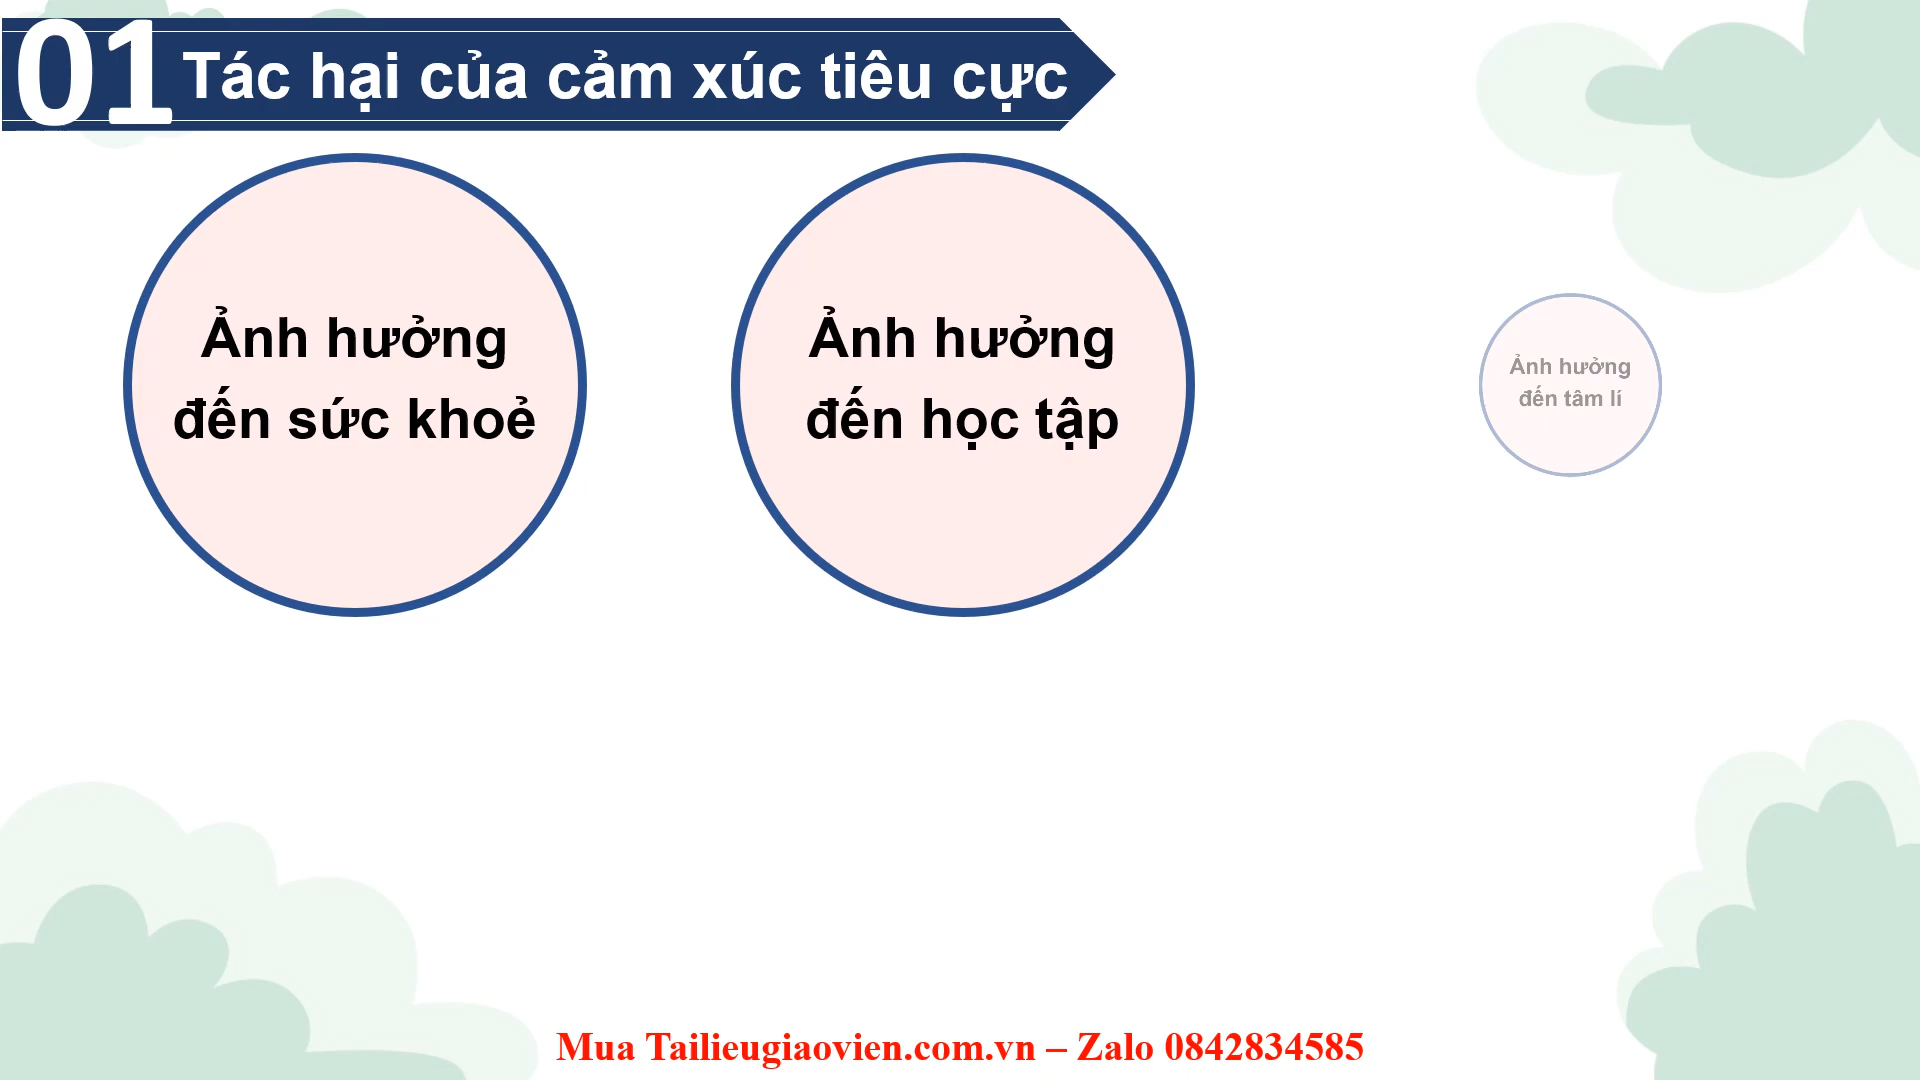 01 Tác hại của cảm xúc tiêu cực
Ảnh hưởng
đến sức khoẻ
Ảnh hưởng
đến học tập
Ảnh hưởng
đến tâm lí
Mua Tailieugiaovien.com.vn – Zalo 0842834585